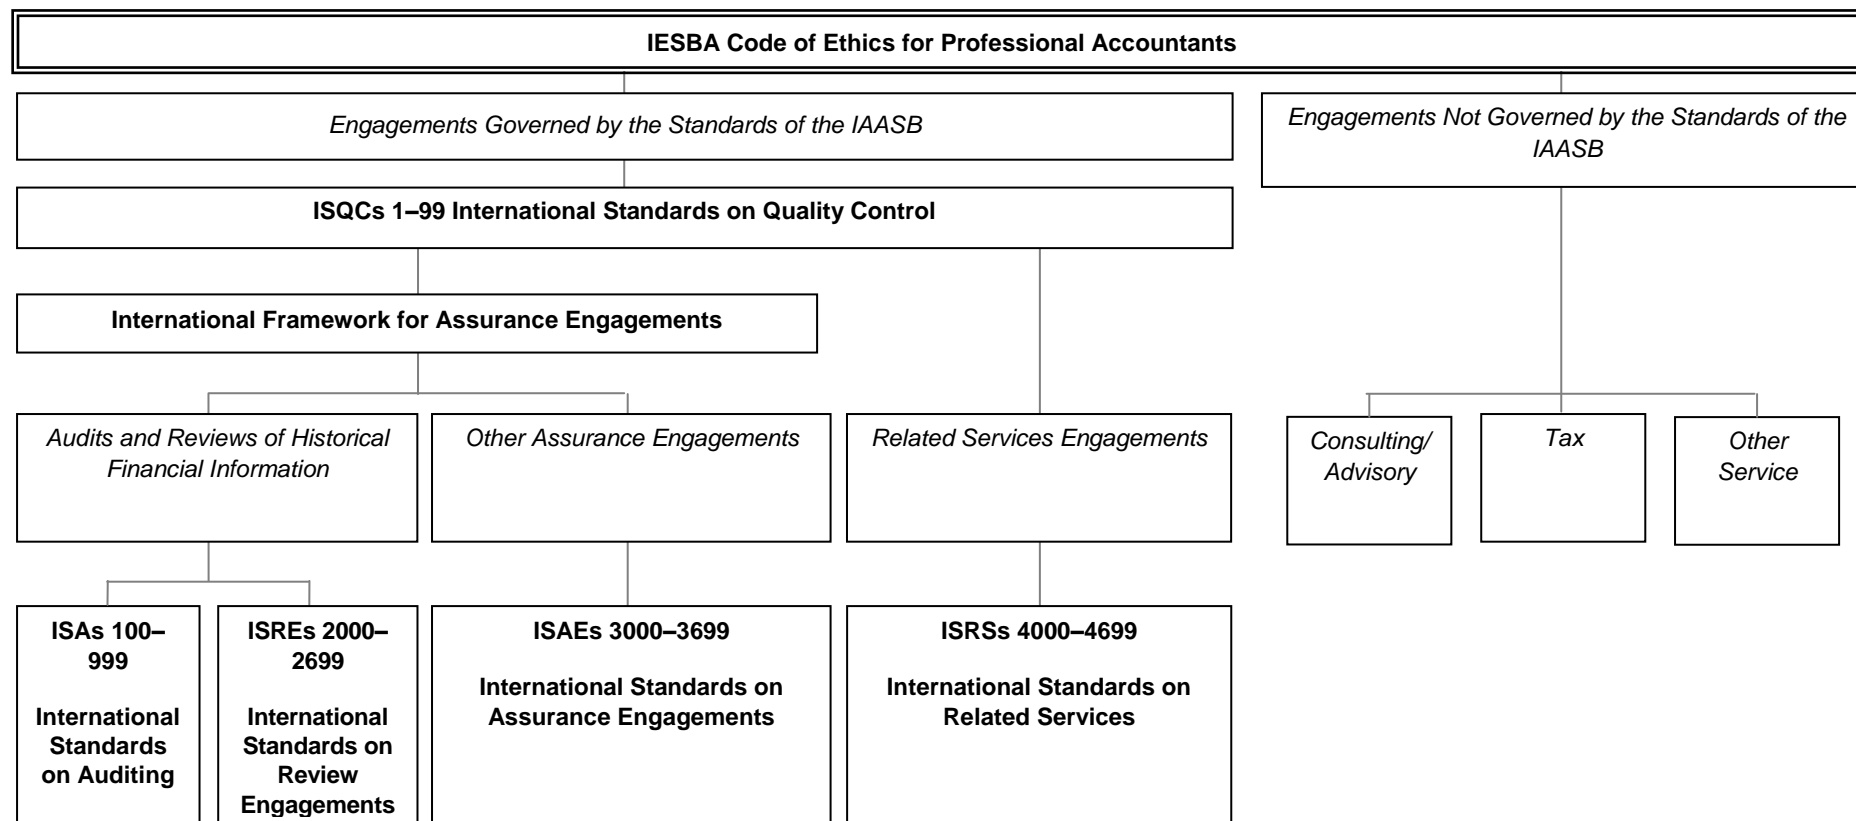 IESBA Code of Ethics for Professional Accountants
Engagements Governed by the Standards of the IAASB
Engagements Not Governed by the Standards of the
IAASB
ISQCs 1–99 International Standards on Quality Control
International Framework for Assurance Engagements
Audits and Reviews of Historical
Financial Information
Other Assurance Engagements
Related Services Engagements
Consulting/
Advisory
Tax
Other
Service
ISAs 100–
999
International
Standards
on Auditing
ISREs 2000–
2699
International
Standards on
Review
Engagements
ISAEs 3000–3699
International Standards on
Assurance Engagements
ISRSs 4000–4699
International Standards on
Related Services